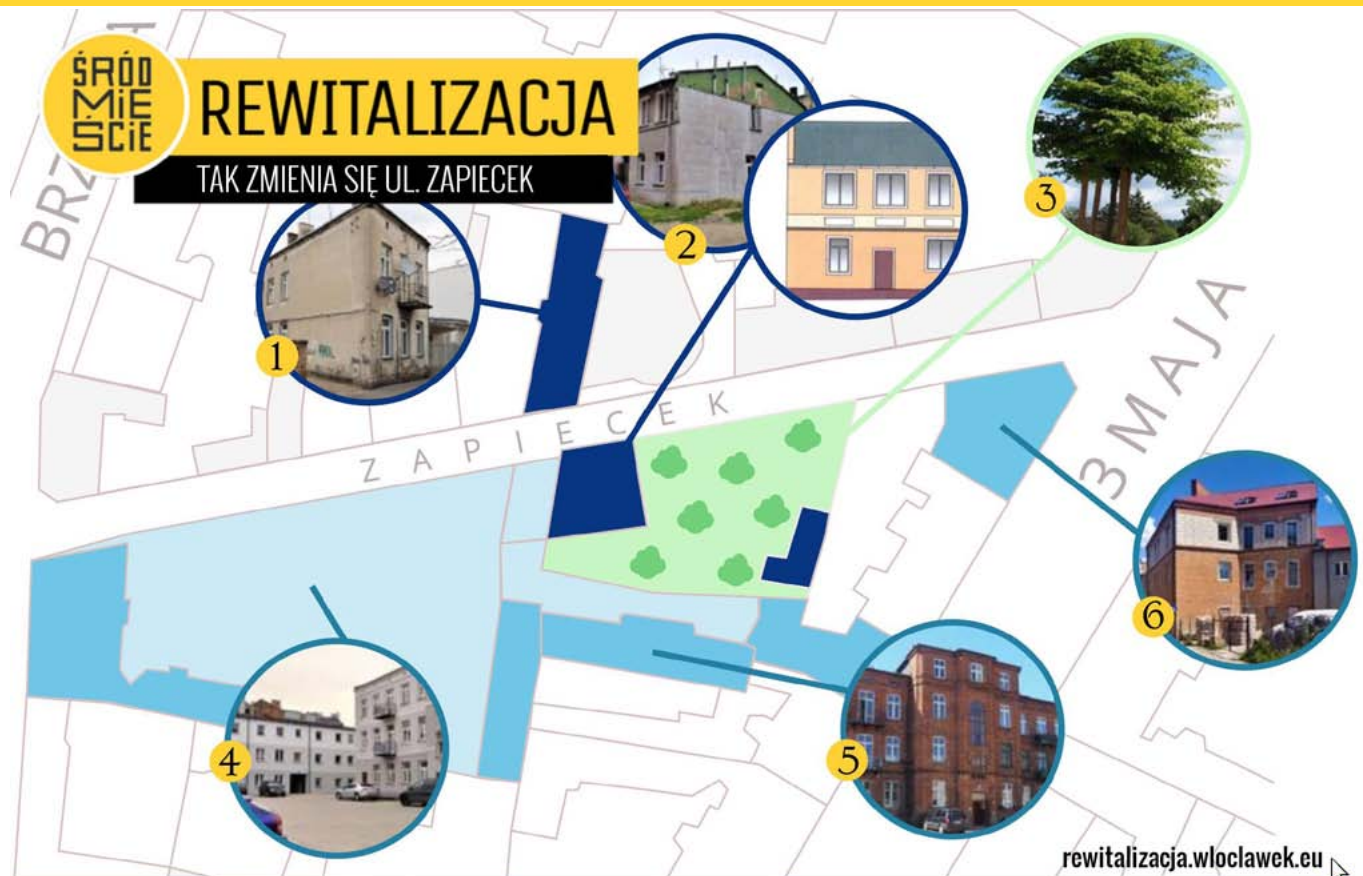 ŚRÓD
MIE
ŚCIE
REWITALIZACJA
TAK ZMIENIA SIĘ UL. ZAPIECEK
BRZ A
1
2
3
ZAPIECEK
3 MAJA
4
5
6
rewitalizacja.wloclawek.eu